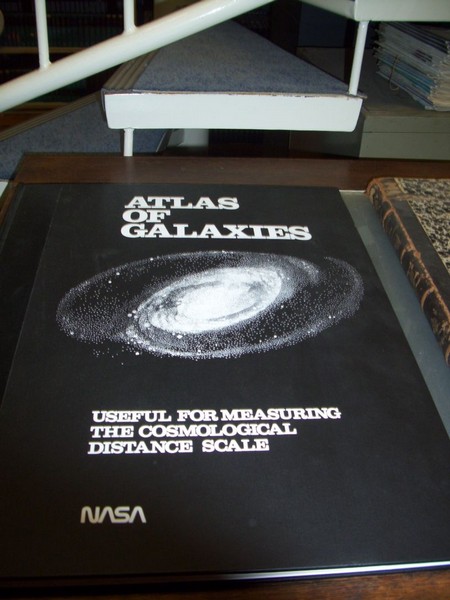 ATLAS
OF
GALAXIES
USEFUL FOR MEASURING
THE COSMOLOGICAL
DISTANCE SCALE
NASA